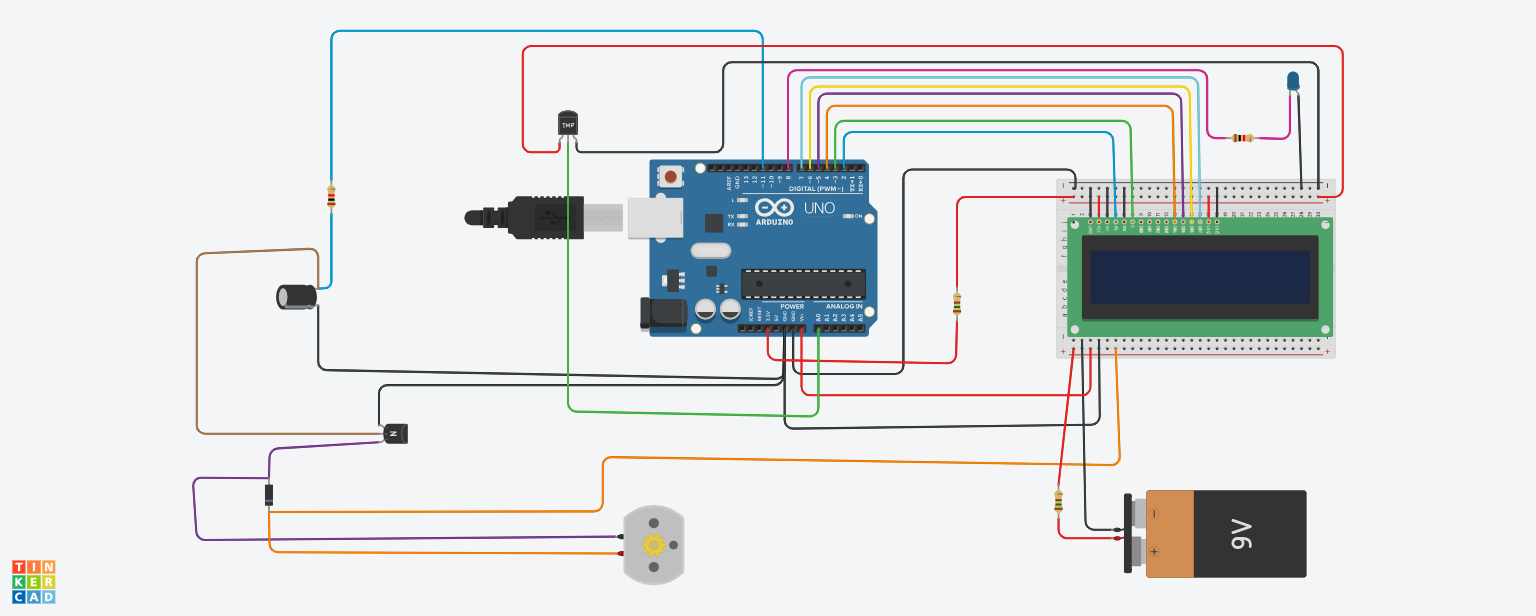 TMP
AREF
GND
13
12
~11
~10
~9
8
7
~6
~5
4
~3
2
TX→1
RX←0
DIGITAL (PWM~)
L
TX
RX
ARDUINO
UNO
ON
POWER
ANALOG IN
IOREF
RESET
3.3V
5V
GND
GND
Vin
A0
A1
A2
A3
A4
A5
N
9V
TIN
KER
CAD